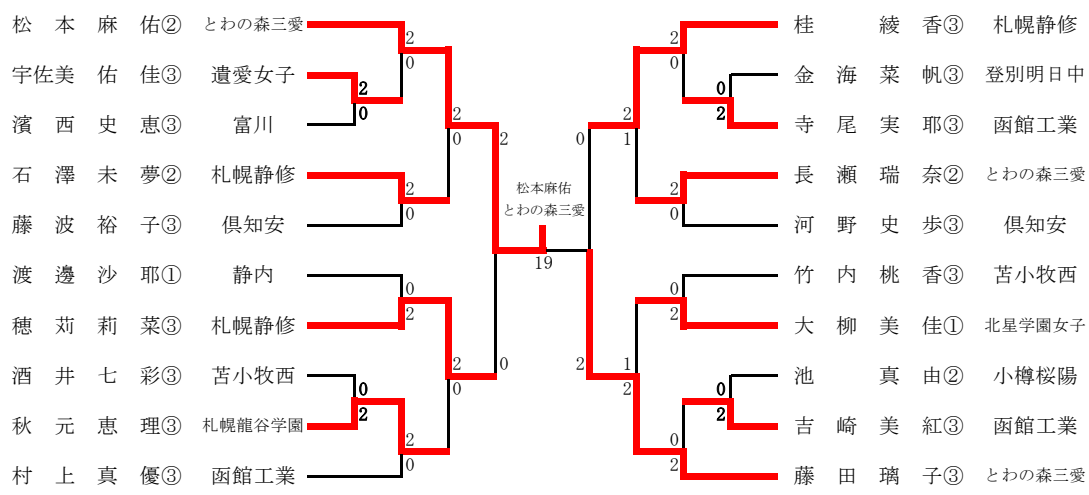 松本麻佑② とわの森三愛
宇佐美佑佳③ 遺愛女子
濱西史恵③ 富川
石澤未夢② 札幌静修
藤波裕子③ 倶知安
渡邊沙耶① 静内
穂苅莉菜③ 札幌静修
酒井七彩③ 苫小牧西
秋元恵理③ 札幌龍谷学園
村上真優③ 函館工業
2
0
2
0
2
0
2
0
0
2
0
2
2
0
2
0
2
0
松本麻佑
とわの森三愛
19
0
2
2
0
0
2
2
1
2
0
0
2
1
2
0
2
0
2
桂綾香③ 札幌静修
金海菜帆③ 登別明日中
寺尾実耶③ 函館工業
長瀬瑞奈② とわの森三愛
河野史歩③ 倶知安
竹内桃香③ 苫小牧西
大柳美佳① 北星学園女子
池真由② 小樽桜陽
吉崎美紅③ 函館工業
藤田璃子③ とわの森三愛